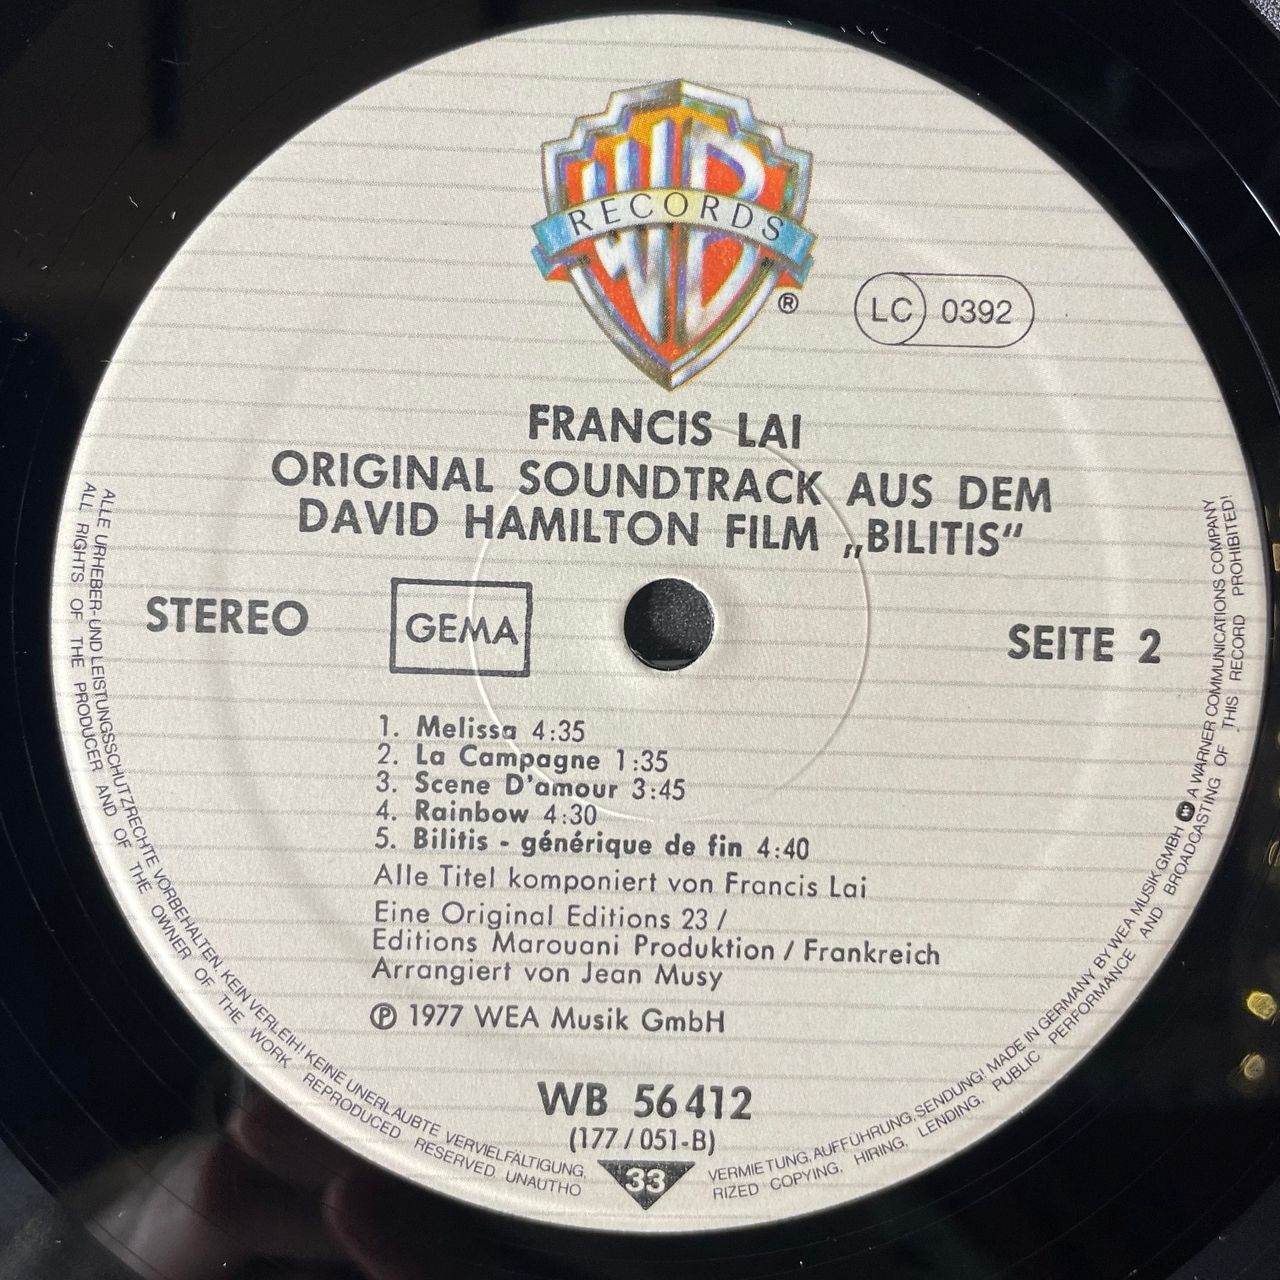 WB
RECORDS
®
LC 0392
FRANCIS LAI
ORIGINAL SOUNDTRACK AUS DEM
DAVID HAMILTON FILM „BILITIS“
STEREO
GEMA
SEITE 2
1. Melissa 4:35
2. La Campagne 1:35
3. Scene D'amour 3:45
4. Rainbow 4:30
5. Bilitis - générique de fin 4:40
Alle Titel komponiert von Francis Lai
Eine Original Editions 23 /
Editions Marouani Produktion / Frankreich
Arrangiert von Jean Musy
℗ 1977 WEA Musik GmbH
WB 56 412
(177 / 051-B)
33
ALLE URHEBER- UND LEISTUNGSSCHUTZRECHTE VORBEHALTEN. KEIN VERLEIH! KEINE UNERLAUBTE VERVIELFÄLTIGUNG, VERMIETUNG, AUFFÜHRUNG, SENDUNG! MADE IN GERMANY BY WEA MUSIK GMBH A WARNER COMMUNICATIONS COMPANY
ALL RIGHTS OF THE PRODUCER AND OF THE OWNER OF THE WORK REPRODUCED RESERVED UNAUTHORIZED COPYING, HIRING, LENDING, PUBLIC PERFORMANCE AND BROADCASTING OF THIS RECORD PROHIBITED!